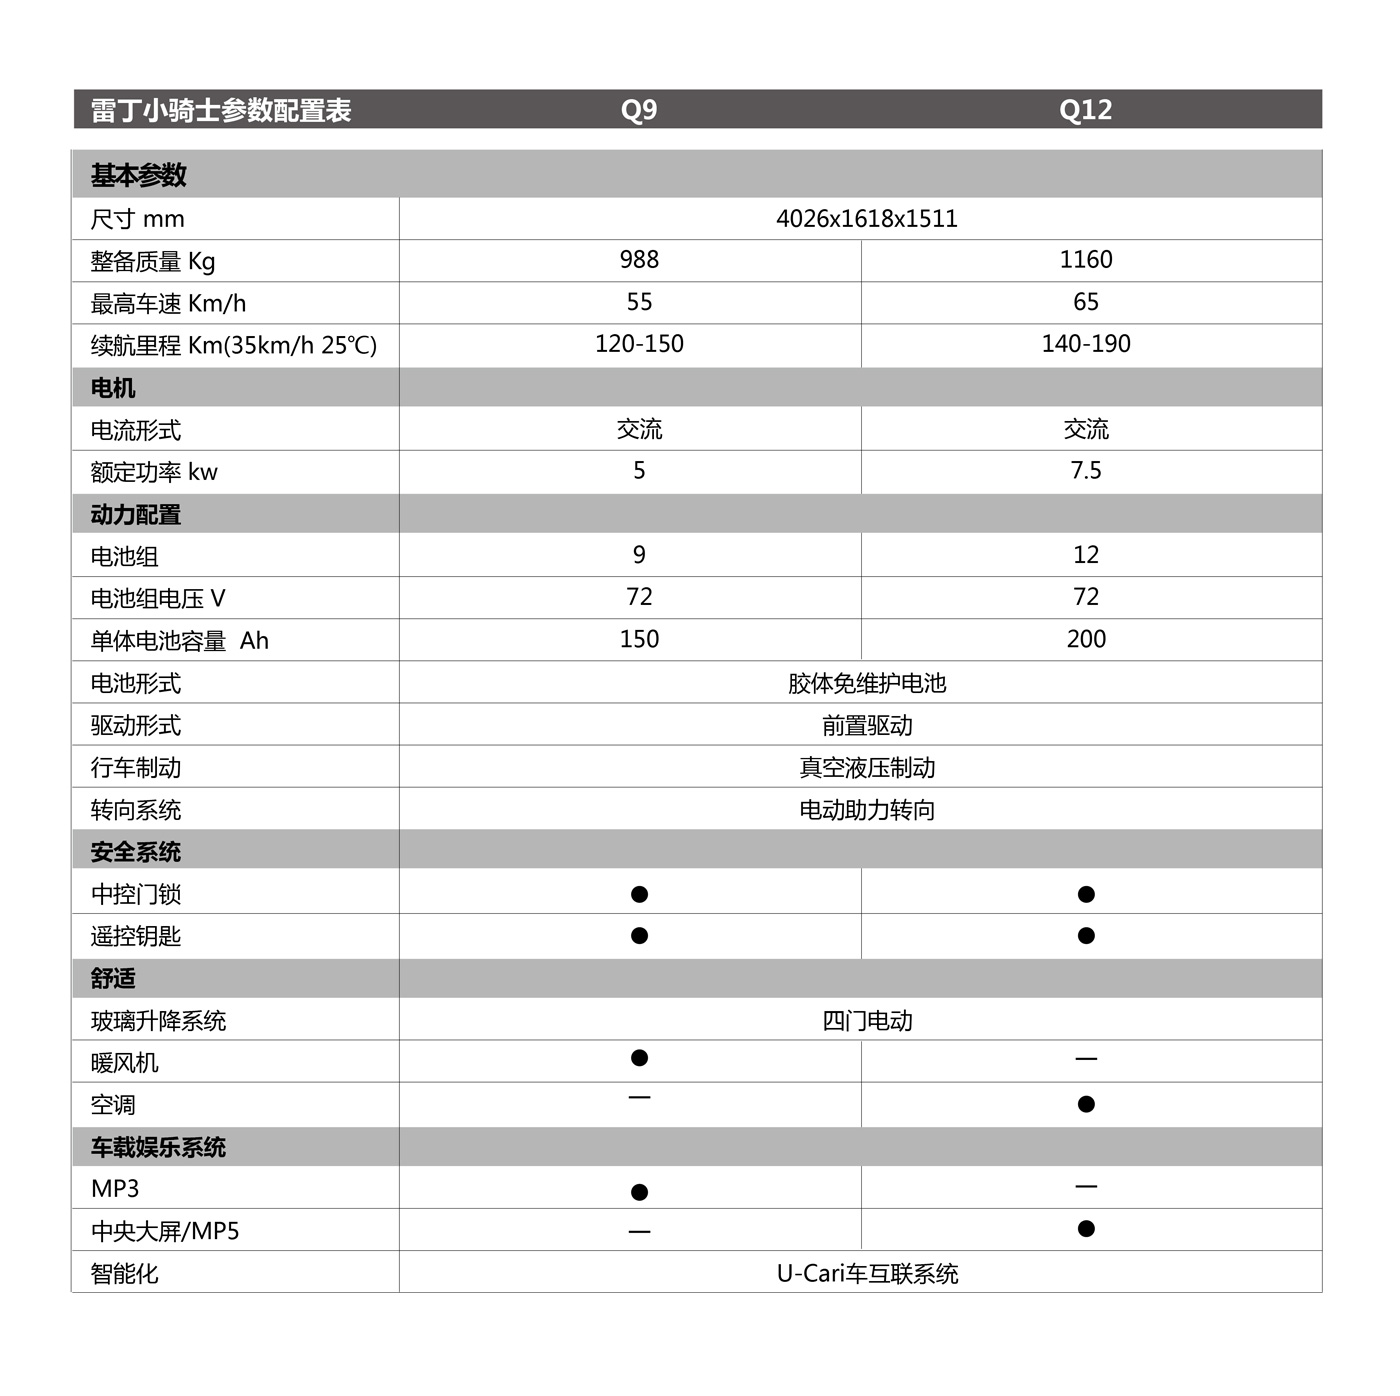 雷丁小骑士参数配置表 Q9 Q12
基本参数
尺寸 mm 4026x1618x1511
整备质量 Kg 988 1160
最高车速 Km/h 55 65
续航里程 Km(35km/h 25℃) 120-150 140-190
电机
电流形式 交流 交流
额定功率 kw 5 7.5
动力配置
电池组 9 12
电池组电压 V 72 72
单体电池容量 Ah 150 200
电池形式 胶体免维护电池
驱动形式 前置驱动
行车制动 真空液压制动
转向系统 电动助力转向
安全系统
中控门锁 ● ●
遥控钥匙 ● ●
舒适
玻璃升降系统 四门电动
暖风机 ● —
空调 — ●
车载娱乐系统
MP3 ● —
中央大屏/MP5 — ●
智能化 U-Cari车互联系统